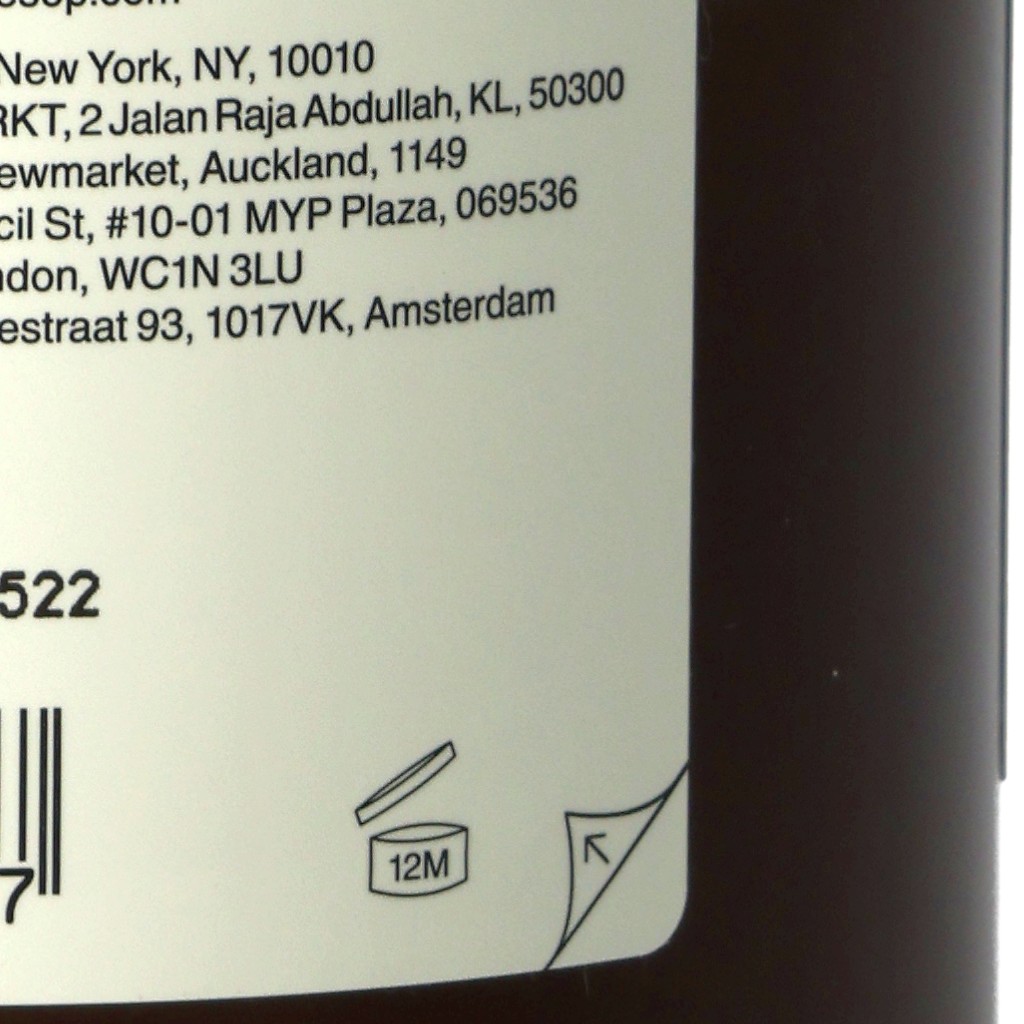 New York, NY, 10010
RKT, 2 Jalan Raja Abdullah, KL, 50300
ewmarket, Auckland, 1149
cil St, #10-01 MYP Plaza, 069536
ndon, WC1N 3LU
estraat 93, 1017VK, Amsterdam
522
7
12M